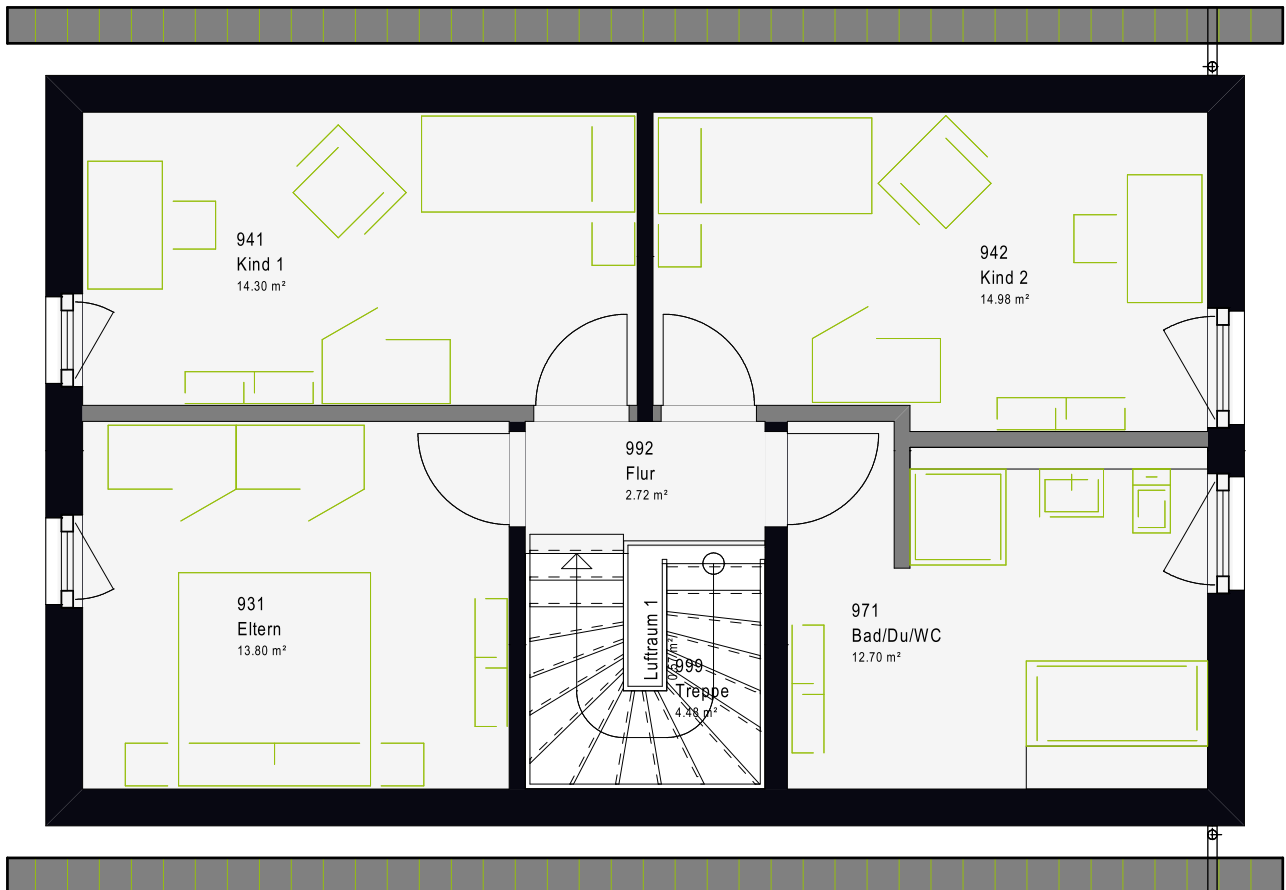 941
Kind 1
14.30 m²
942
Kind 2
14.98 m²
992
Flur
2.72 m²
931
Eltern
13.80 m²
Luftraum 1
999
Treppe
4.48 m²
971
Bad/Du/WC
12.70 m²